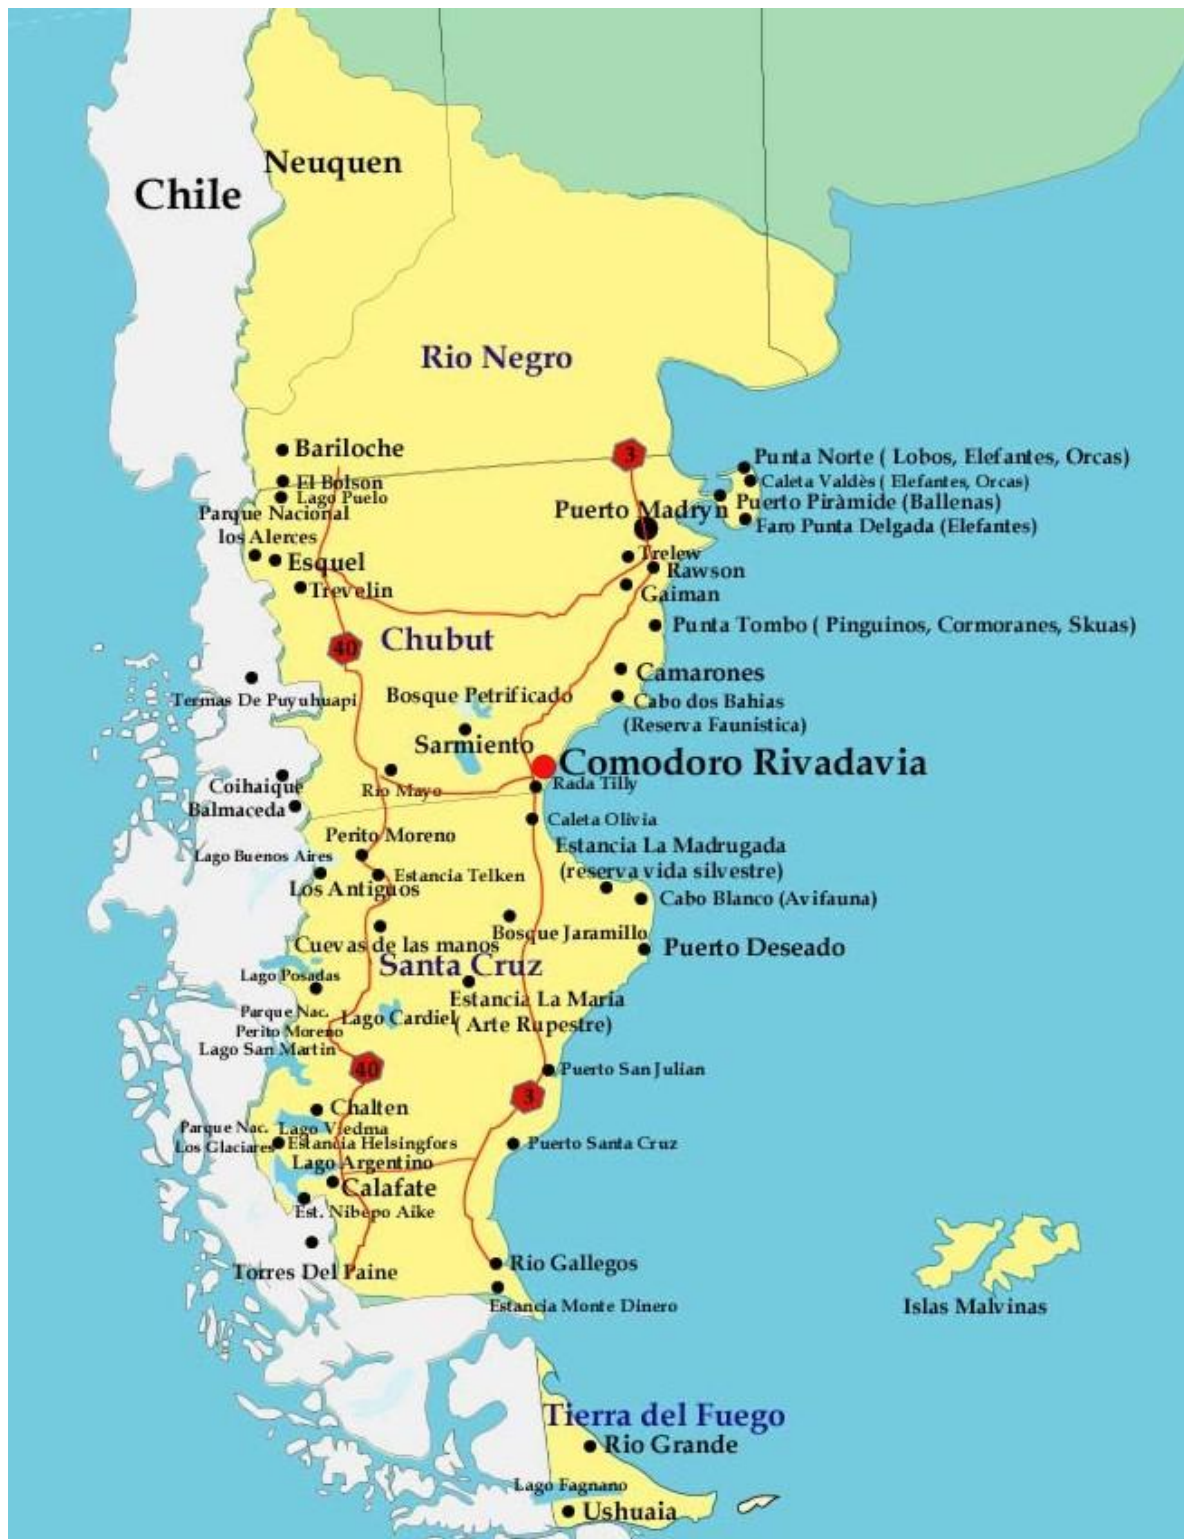 Neuquen
Chile
Rio Negro
Bariloche
3
Punta Norte ( Lobos, Elefantes, Orcas)
El Bolson
Caleta Valdès ( Elefantes, Orcas)
Lago Puelo
Puerto Piràmide (Ballenas)
Parque Nacional
los Alerces
Puerto Madryn
Faro Punta Delgada (Elefantes)
Esquel
Trelew
Rawson
Trevelin
Gaiman
Punta Tombo ( Pinguinos, Cormoranes, Skuas)
40
Chubut
Camarones
Termas De Puyuhuapi
Bosque Petrificado
Cabo dos Bahias
(Reserva Faunistica)
Sarmiento
Comodoro Rivadavia
Coihaique
Rio Mayo
Rada Tilly
Balmaceda
Caleta Olivia
Perito Moreno
Estancia La Madrugada
(reserva vida silvestre)
Lago Buenos Aires
Estancia Telken
Los Antiguos
Cabo Blanco (Avifauna)
Cuevas de las manos
Bosque Jaramillo
Puerto Deseado
Santa Cruz
Lago Posadas
Estancia La Maria
( Arte Rupestre)
Parque Nac.
Perito Moreno
Lago Cardiel
Lago San Martin
40
Puerto San Julian
3
Chalten
Parque Nac.
Los Glaciares
Lago Viedma
Estancia Helsingfors
Puerto Santa Cruz
Lago Argentino
Calafate
Est. Nibepo Aike
Torres Del Paine
Rio Gallegos
Estancia Monte Dinero
Islas Malvinas
Tierra del Fuego
Rio Grande
Lago Fagnano
Ushuaia